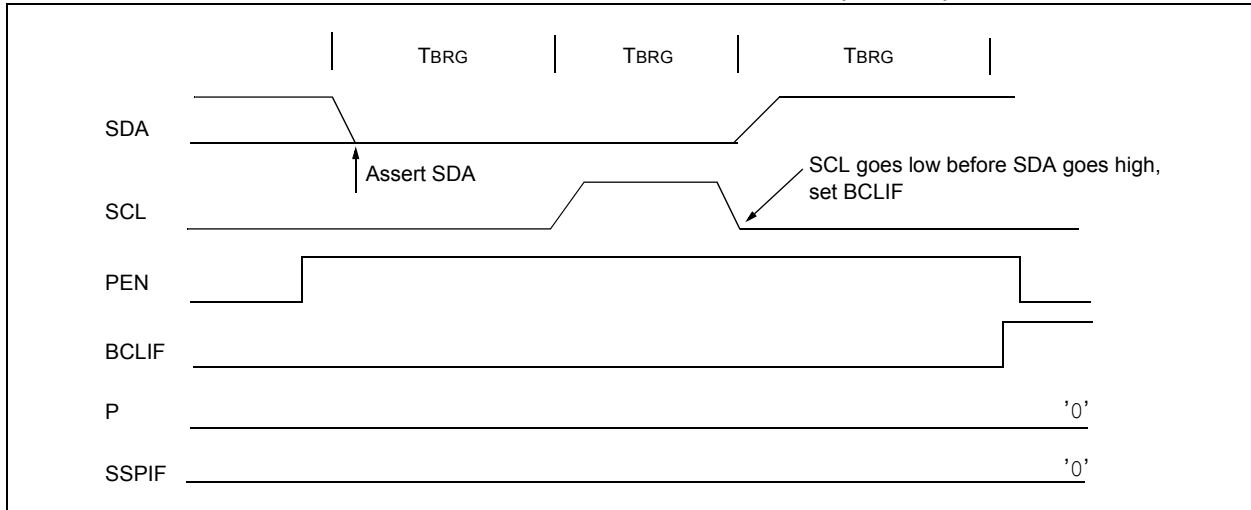 TBRG TBRG TBRG
SDA
Assert SDA
SCL goes low before SDA goes high,
set BCLIF
SCL
PEN
BCLIF
P '0'
SSPIF '0'